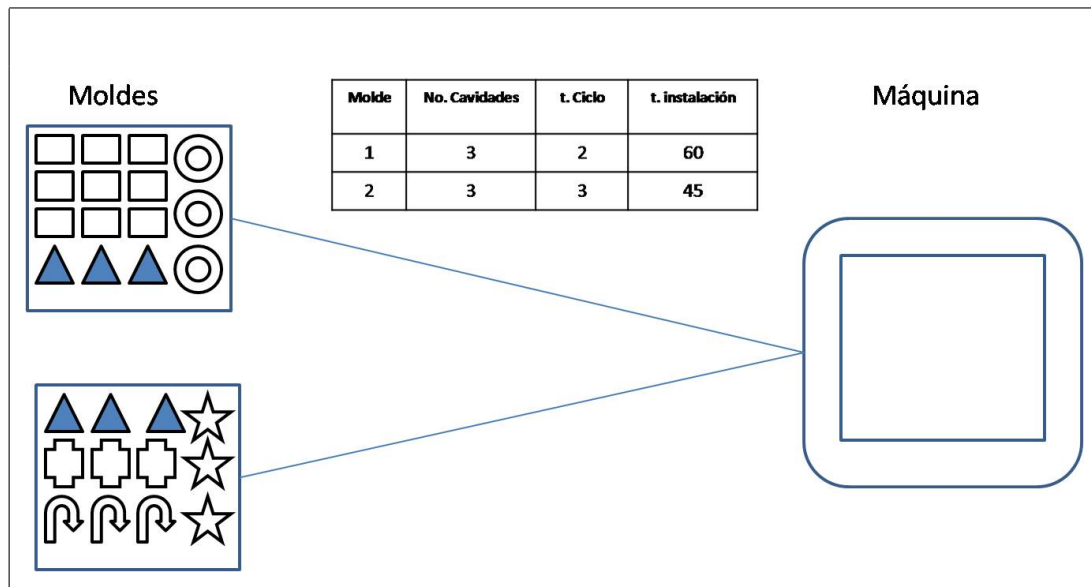 Moldes
Molde No. Cavidades t. Ciclo t. instalación
1 3 2 60
2 3 3 45
Máquina